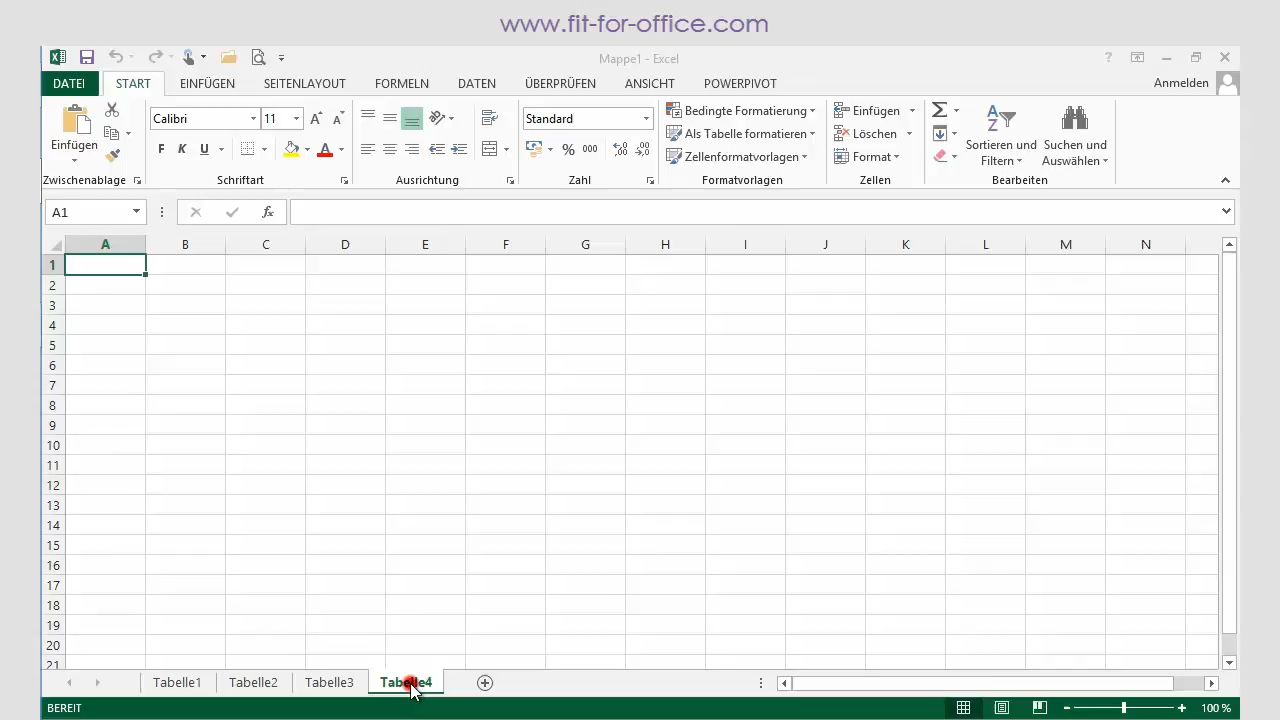 www.fit-for-office.com
Mappe1 - Excel
?
DATEI START EINFÜGEN SEITENLAYOUT FORMELN DATEN ÜBERPRÜFEN ANSICHT POWERPIVOT Anmelden
Einfügen
Calibri 11
F K U
Standard
% 000
Bedingte Formatierung
Als Tabelle formatieren
Zellenformatvorlagen
Einfügen
Löschen
Format
Σ
Sortieren und Filtern
Suchen und Auswählen
Zwischenablage Schriftart Ausrichtung Zahl Formatvorlagen Zellen Bearbeiten
A1 fx
A B C D E F G H I J K L M N
1
2
3
4
5
6
7
8
9
10
11
12
13
14
15
16
17
18
19
20
21
Tabelle1 Tabelle2 Tabelle3 Tabelle4
BEREIT 100 %